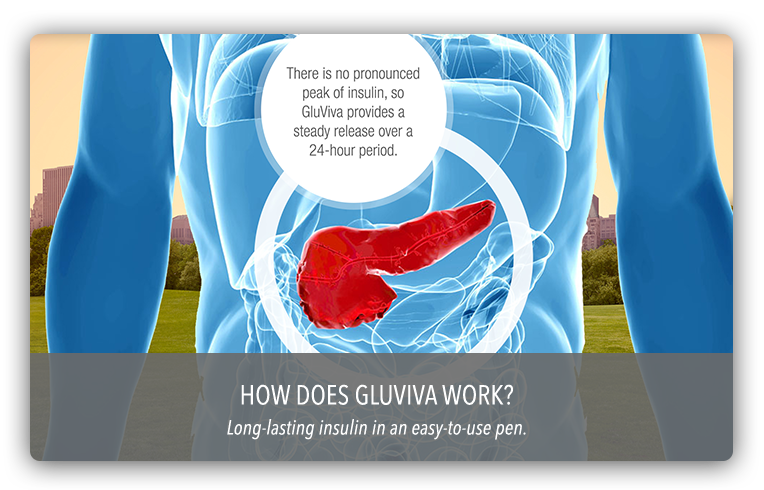 There is no pronounced
peak of insulin, so
GluViva provides a
steady release over a
24-hour period.
HOW DOES GLUVIVA WORK?
Long-lasting insulin in an easy-to-use pen.